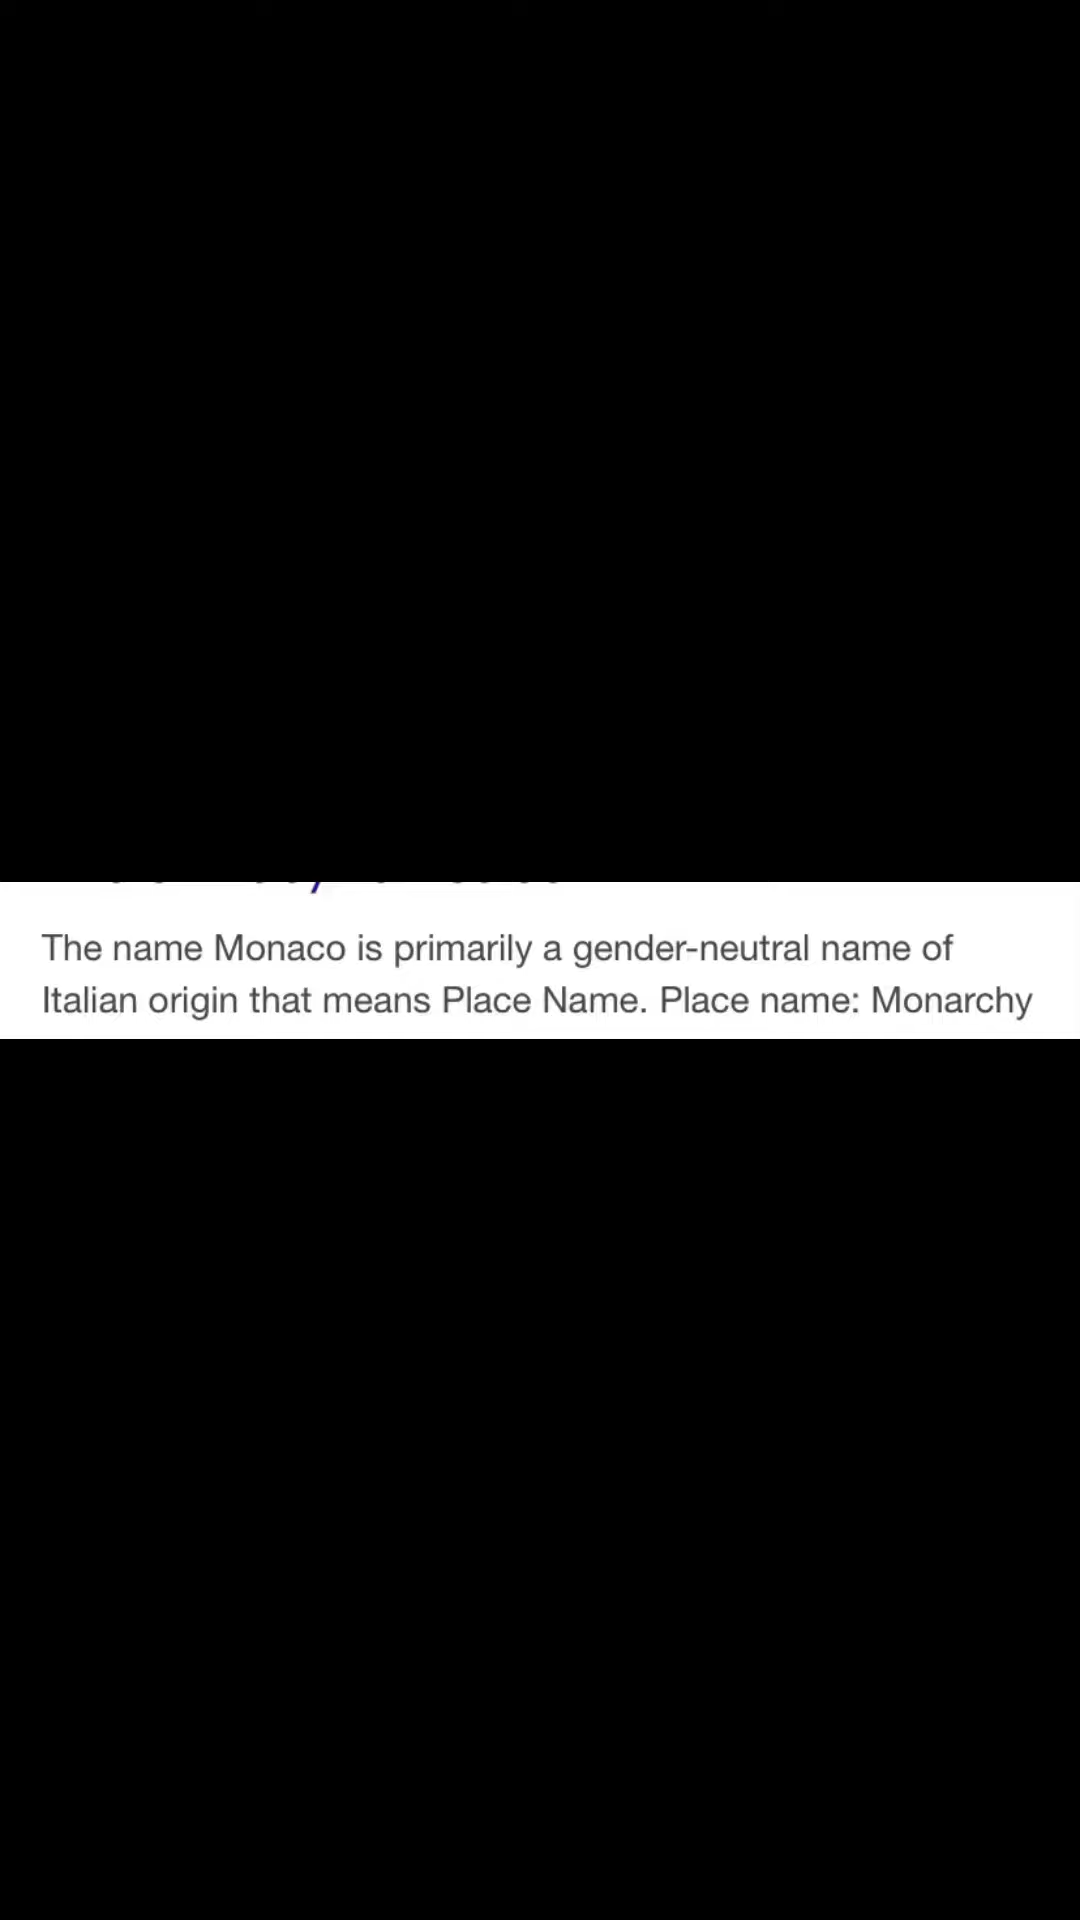 The name Monaco is primarily a gender-neutral name of
Italian origin that means Place Name. Place name: Monarchy